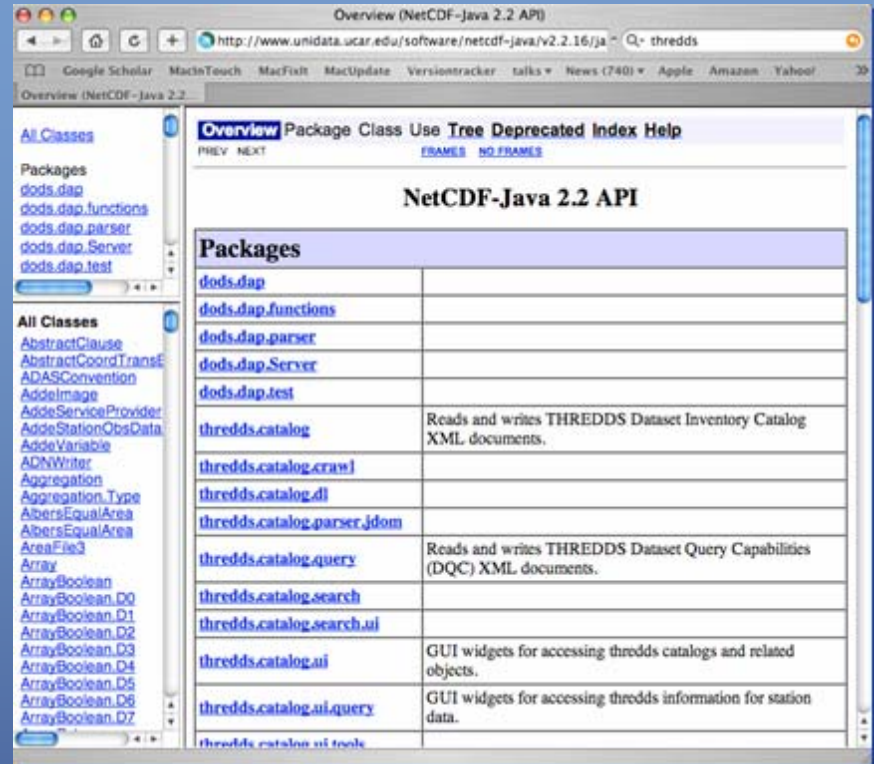 Overview (NetCDF-Java 2.2 API)
http://www.unidata.ucar.edu/software/netcdf-java/v2.2.16/ja
thredds
Google Scholar MacInTouch MacFixIt MacUpdate Versiontracker talks News (740) Apple Amazon Yahoo!
Overview (NetCDF-Java 2.2
All Classes
Packages
dods.dap
dods.dap.functions
dods.dap.parser
dods.dap.Server
dods.dap.test
All Classes
AbstractClause
AbstractCoordTransE
ADASConvention
AddeImage
AddeServiceProvider
AddeStationObsData
AddeVariable
ADNWriter
Aggregation
Aggregation.Type
AlbersEqualArea
AlbersEqualArea
AreaFile3
Array
ArrayBoolean
ArrayBoolean.D0
ArrayBoolean.D1
ArrayBoolean.D2
ArrayBoolean.D3
ArrayBoolean.D4
ArrayBoolean.D5
ArrayBoolean.D6
ArrayBoolean.D7
Overview Package Class Use Tree Deprecated Index Help
PREV NEXT FRAMES NO FRAMES
NetCDF-Java 2.2 API
Packages
dods.dap
dods.dap.functions
dods.dap.parser
dods.dap.Server
dods.dap.test
thredds.catalog
Reads and writes THREDDS Dataset Inventory Catalog
XML documents.
thredds.catalog.crawl
thredds.catalog.dl
thredds.catalog.parser.jdom
thredds.catalog.query
Reads and writes THREDDS Dataset Query Capabilities
(DQC) XML documents.
thredds.catalog.search
thredds.catalog.search.ui
thredds.catalog.ui
GUI widgets for accessing thredds catalogs and related
objects.
thredds.catalog.ui.query
GUI widgets for accessing thredds information for station
data.
thredds.catalog.ui.tools